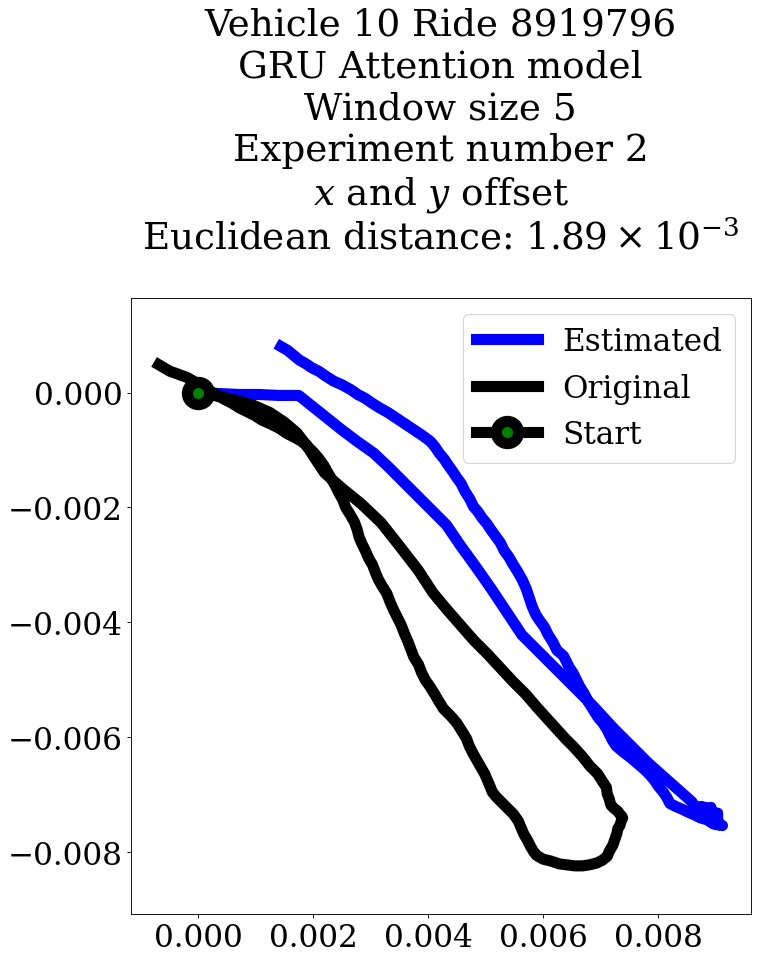 Vehicle 10 Ride 8919796
GRU Attention model
Window size 5
Experiment number 2
x and y offset
Euclidean distance: 1.89 × 10⁻³
Estimated
Original
Start
0.000
−0.002
−0.004
−0.006
−0.008
0.000 0.002 0.004 0.006 0.008